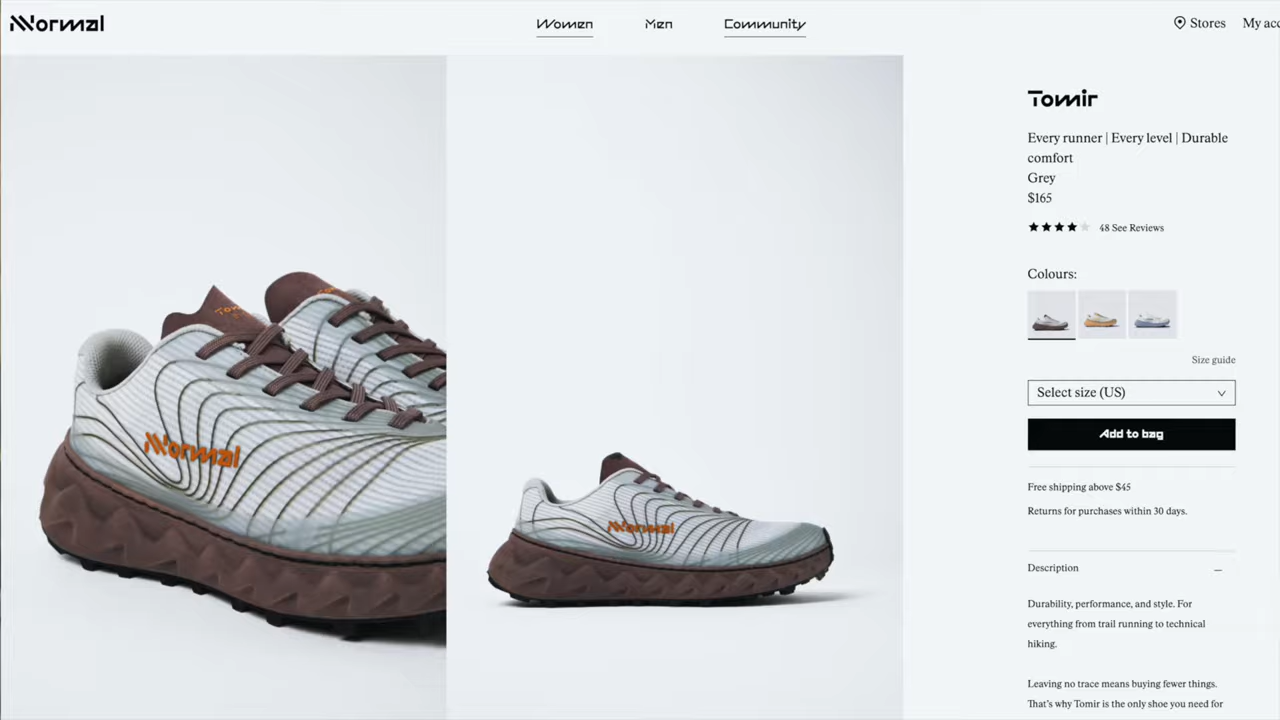 NNormal
Women
Men
Community
Stores
My acc
Tomir
Every runner | Every level | Durable
comfort
Grey
$165
48 See Reviews
Colours:
Size guide
Select size (US)
Add to bag
Free shipping above $45
Returns for purchases within 30 days.
Description
Durability, performance, and style. For
everything from trail running to technical
hiking.
Leaving no trace means buying fewer things.
That's why Tomir is the only shoe you need for
NNormal
NNormal